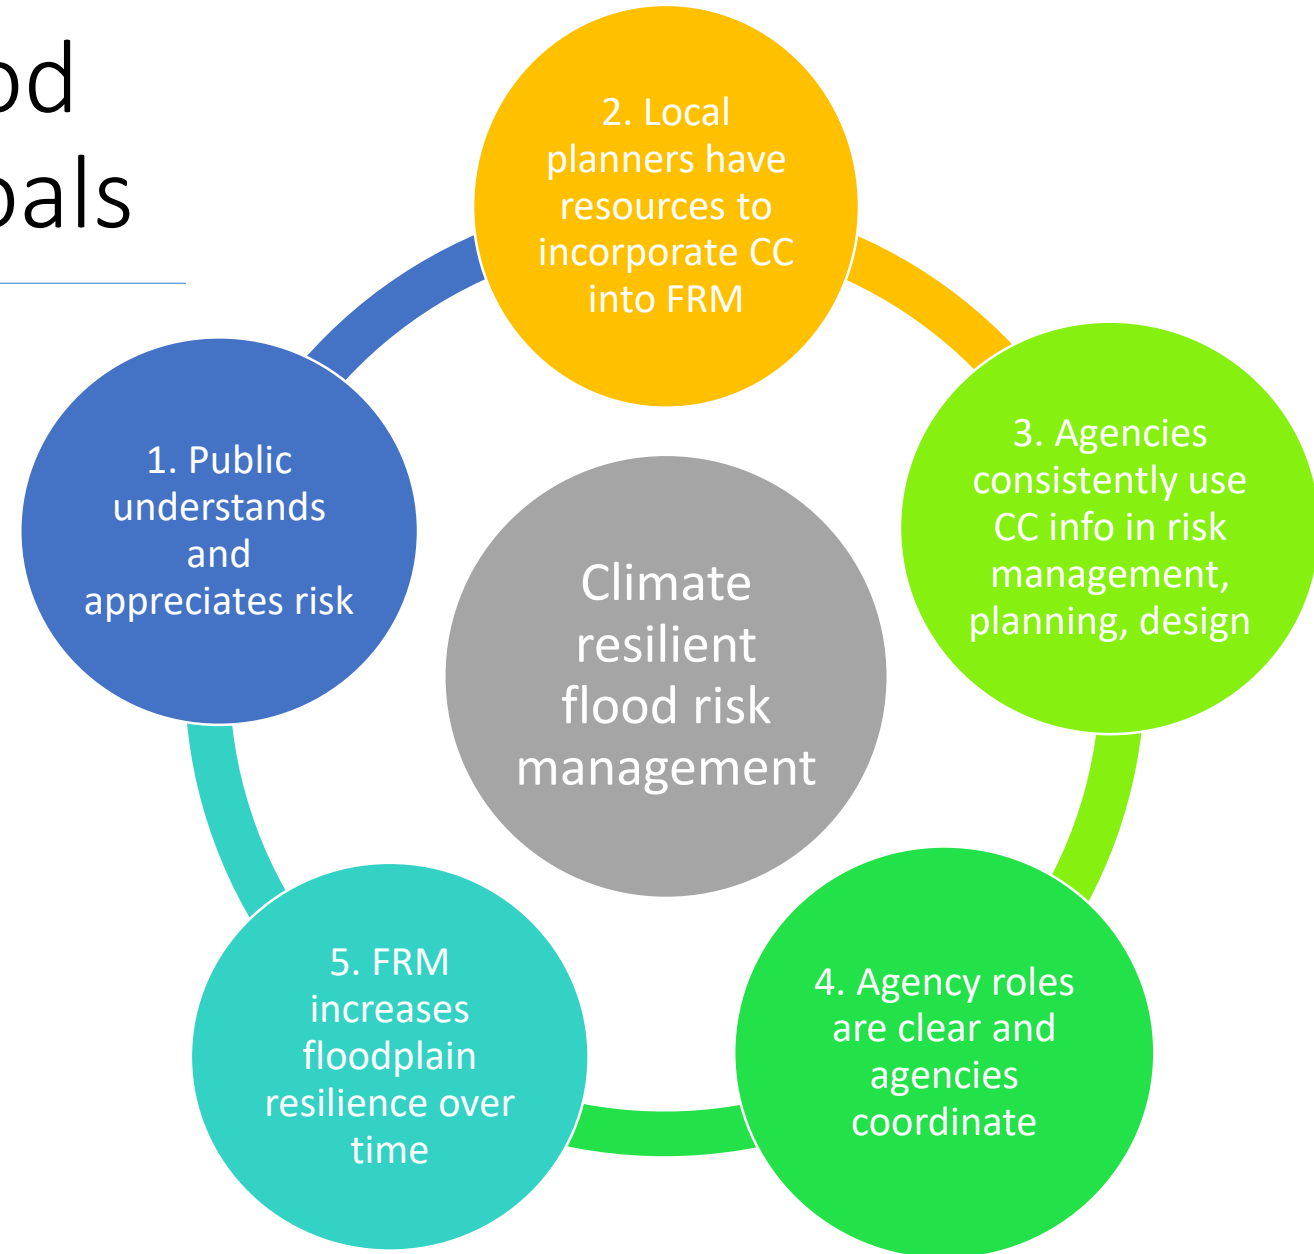 od
oals
2. Local
planners have
resources to
incorporate CC
into FRM
1. Public
understands
and
appreciates risk
3. Agencies
consistently use
CC info in risk
management,
planning, design
Climate
resilient
flood risk
management
5. FRM
increases
floodplain
resilience over
time
4. Agency roles
are clear and
agencies
coordinate